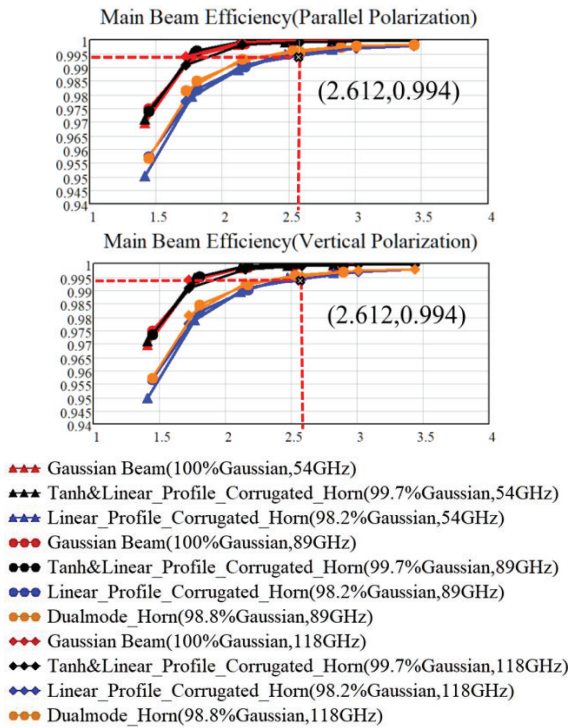 Main Beam Efficiency(Parallel Polarization)
1
0.995
0.99
0.985
0.98
0.975
0.97
0.965
0.96
0.955
0.95
0.945
0.94
(2.612,0.994)
1 1.5 2 2.5 3 3.5 4
Main Beam Efficiency(Vertical Polarization)
1
0.995
0.99
0.985
0.98
0.975
0.97
0.965
0.96
0.955
0.95
0.945
0.94
(2.612,0.994)
1 1.5 2 2.5 3 3.5 4
Gaussian Beam(100%Gaussian,54GHz)
Tanh&Linear_Profile_Corrugated_Horn(99.7%Gaussian,54GHz)
Linear_Profile_Corrugated_Horn(98.2%Gaussian,54GHz)
Gaussian Beam(100%Gaussian,89GHz)
Tanh&Linear_Profile_Corrugated_Horn(99.7%Gaussian,89GHz)
Linear_Profile_Corrugated_Horn(98.2%Gaussian,89GHz)
Dualmode_Horn(98.8%Gaussian,89GHz)
Gaussian Beam(100%Gaussian,118GHz)
Tanh&Linear_Profile_Corrugated_Horn(99.7%Gaussian,118GHz)
Linear_Profile_Corrugated_Horn(98.2%Gaussian,118GHz)
Dualmode_Horn(98.8%Gaussian,118GHz)